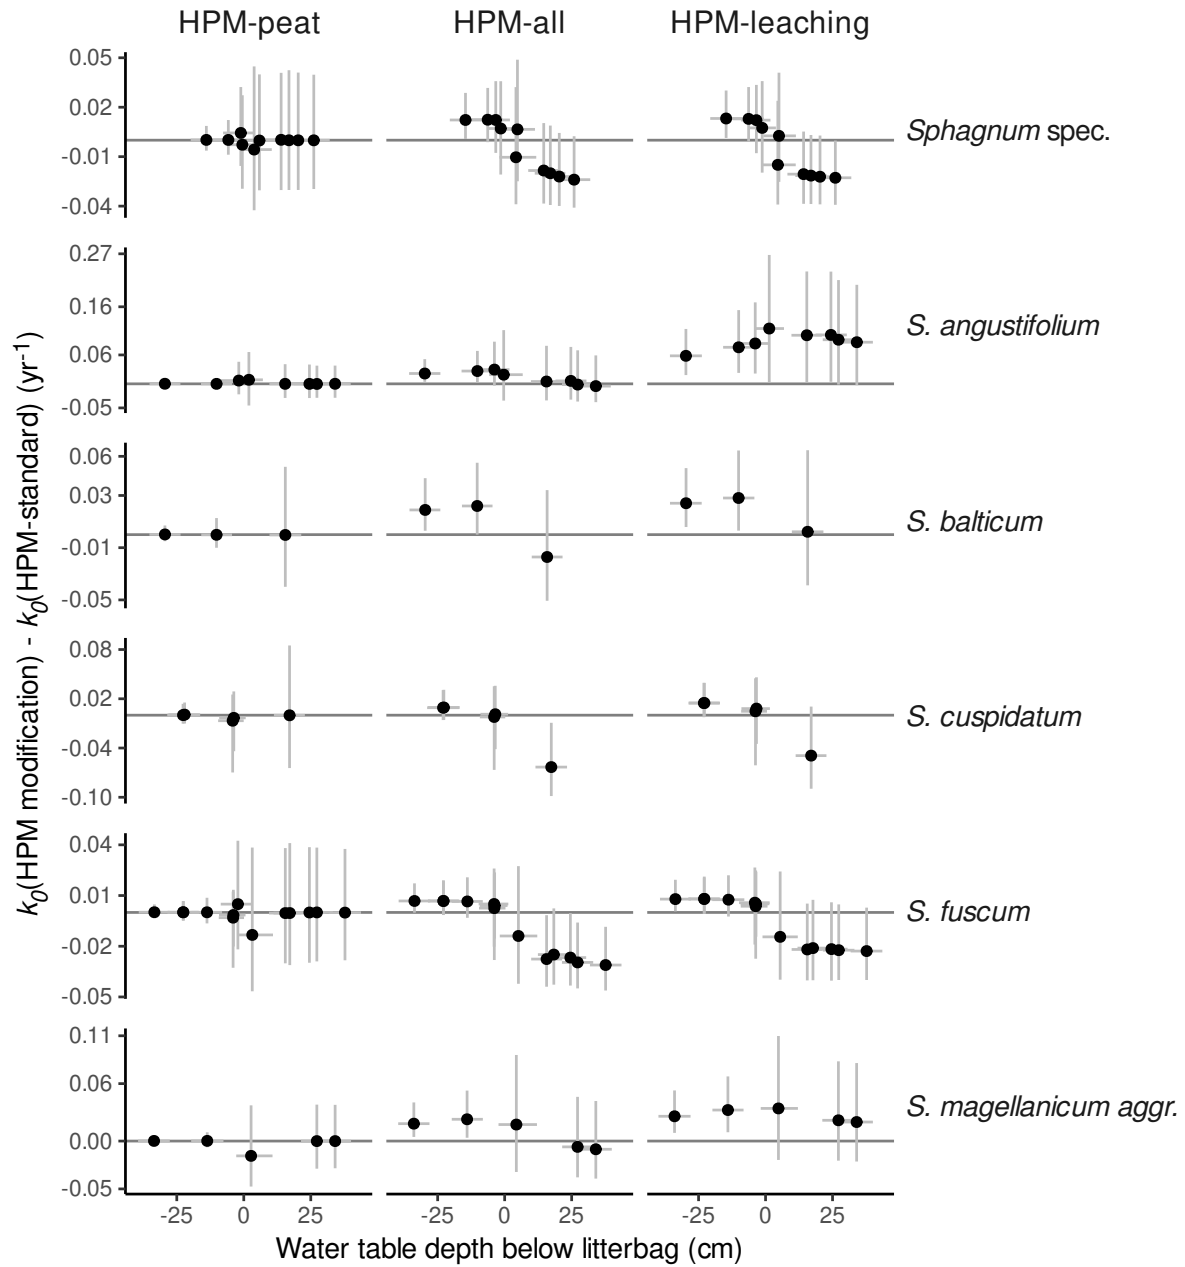 HPM-peat HPM-all HPM-leaching
0.05
0.02
-0.01
-0.04
Sphagnum spec.
0.27
0.16
0.06
-0.05
S. angustifolium
0.06
0.03
-0.01
-0.05
S. balticum
0.08
0.02
-0.04
-0.10
S. cuspidatum
0.04
0.01
-0.02
-0.05
S. fuscum
0.11
0.06
0.00
-0.05
S. magellanicum aggr.
k0(HPM modification) - k0(HPM-standard) (yr-1)
-25 0 25 -25 0 25 -25 0 25
Water table depth below litterbag (cm)